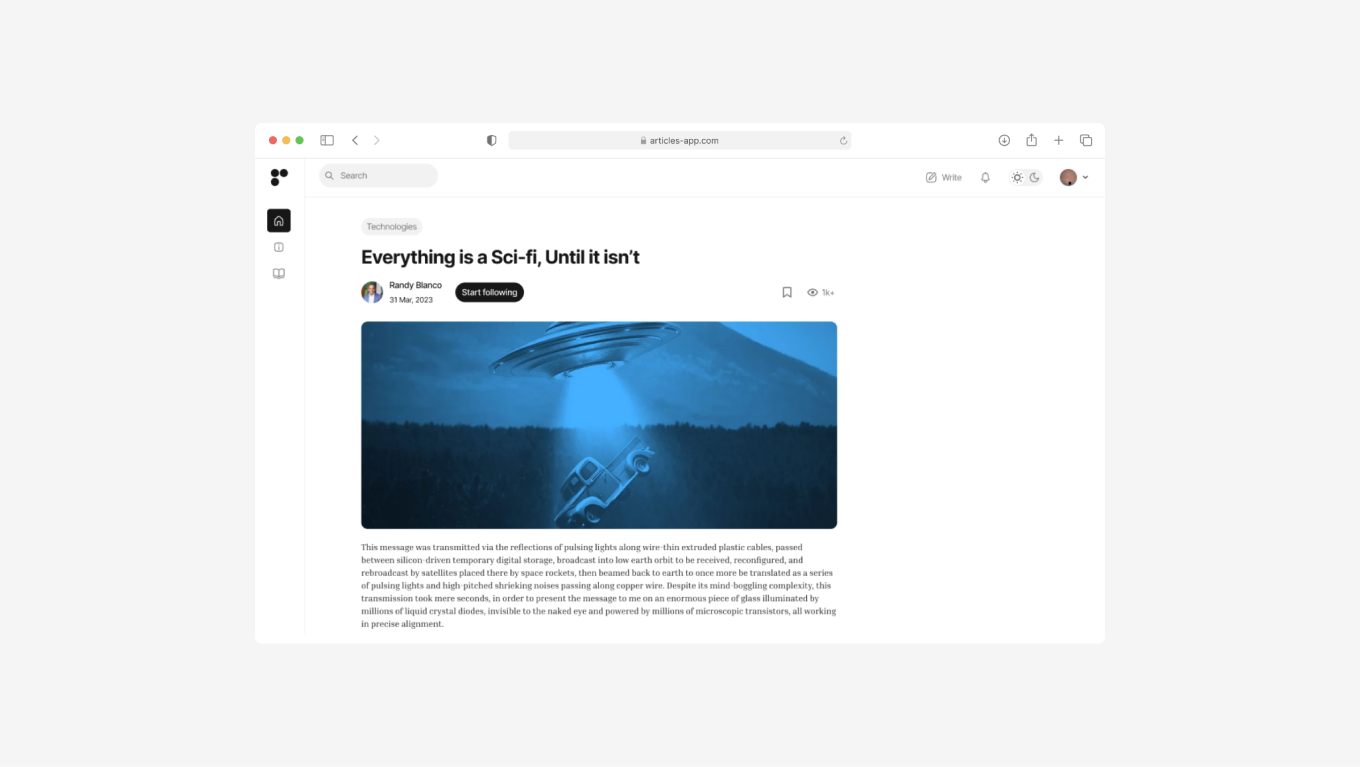 articles-app.com
Search
Write
Technologies
Everything is a Sci-fi, Until it isn't
Randy Blanco
31 Mar, 2023
Start following
1k+
This message was transmitted via the reflections of pulsing lights along wire-thin extruded plastic cables, passed
between silicon-driven temporary digital storage, broadcast into low earth orbit to be received, reconfigured, and
rebroadcast by satellites placed there by space rockets, then beamed back to earth to once more be translated as a series
of pulsing lights and high-pitched shrieking noises passing along copper wire. Despite its mind-boggling complexity, this
transmission took mere seconds, in order to present the message to me on an enormous piece of glass illuminated by
millions of liquid crystal diodes, invisible to the naked eye and powered by millions of microscopic transistors, all working
in precise alignment.